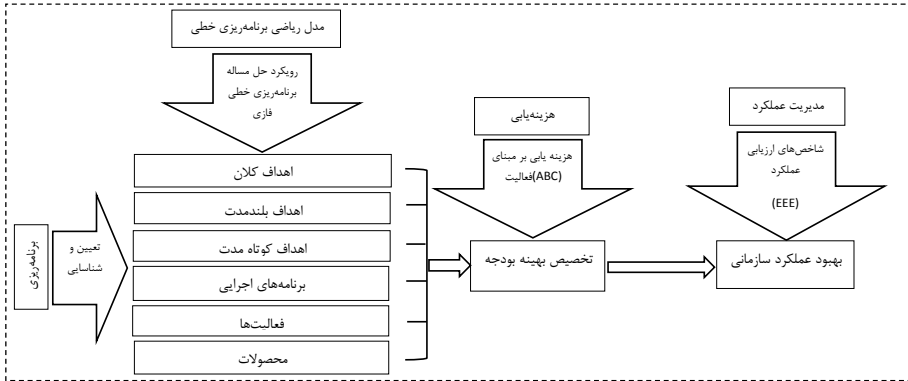 مدل ریاضی برنامه‌ریزی خطی
رویکرد حل مساله
برنامه‌ریزی خطی
فازی
هزینه‌یابی
هزینه یابی بر مبنای
فعالیت(ABC)
مدیریت عملکرد
شاخص‌های ارزیابی
عملکرد
(EEE)
برنامه‌ریزی
تعیین و
شناسایی
اهداف کلان
اهداف بلندمدت
اهداف کوتاه مدت
برنامه‌های اجرایی
فعالیت‌ها
محصولات
تخصیص بهینه بودجه
بهبود عملکرد سازمانی